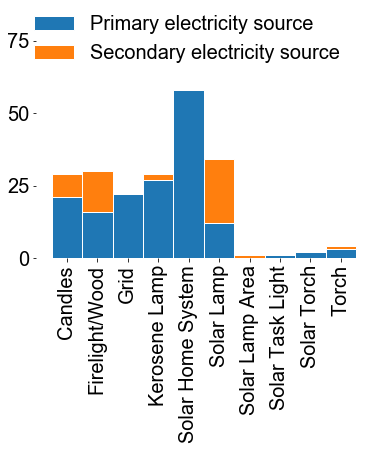 Primary electricity source
Secondary electricity source
75
50
25
0
Candles
Firelight/Wood
Grid
Kerosene Lamp
Solar Home System
Solar Lamp
Solar Lamp Area
Solar Task Light
Solar Torch
Torch